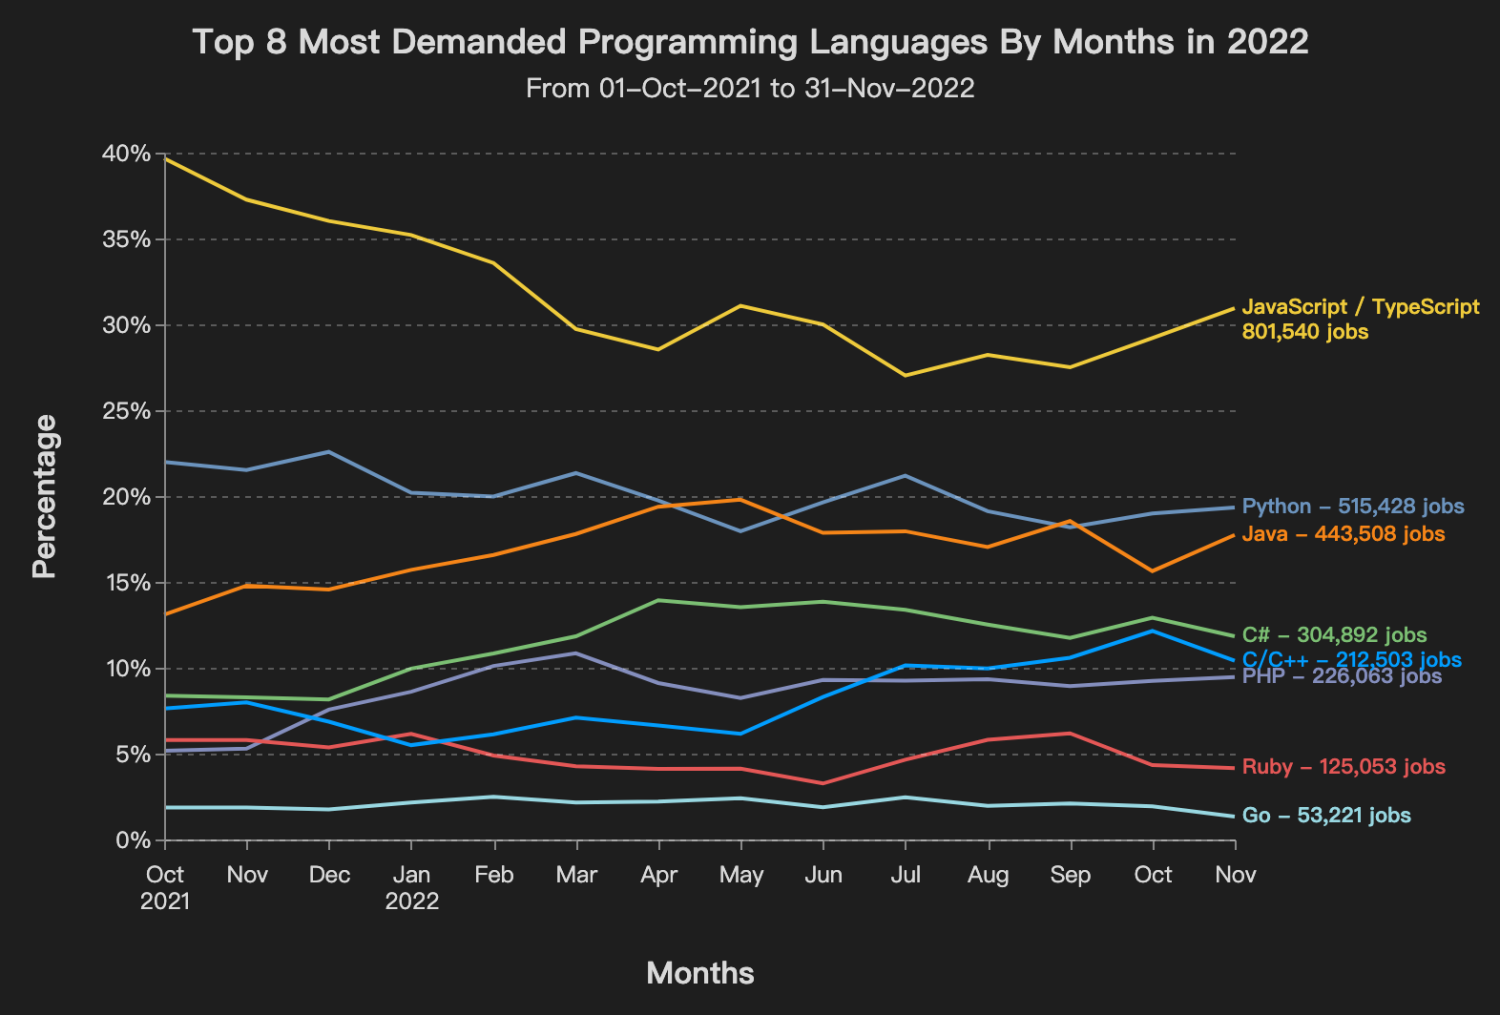 Top 8 Most Demanded Programming Languages By Months in 2022
From 01-Oct-2021 to 31-Nov-2022
Percentage
40%
35%
30%
25%
20%
15%
10%
5%
0%
JavaScript / TypeScript
801,540 jobs
Python – 515,428 jobs
Java – 443,508 jobs
C# – 304,892 jobs
C/C++ – 212,503 jobs
PHP – 226,063 jobs
Ruby – 125,053 jobs
Go – 53,221 jobs
Oct Nov Dec Jan Feb Mar Apr May Jun Jul Aug Sep Oct Nov
2021 2022
Months